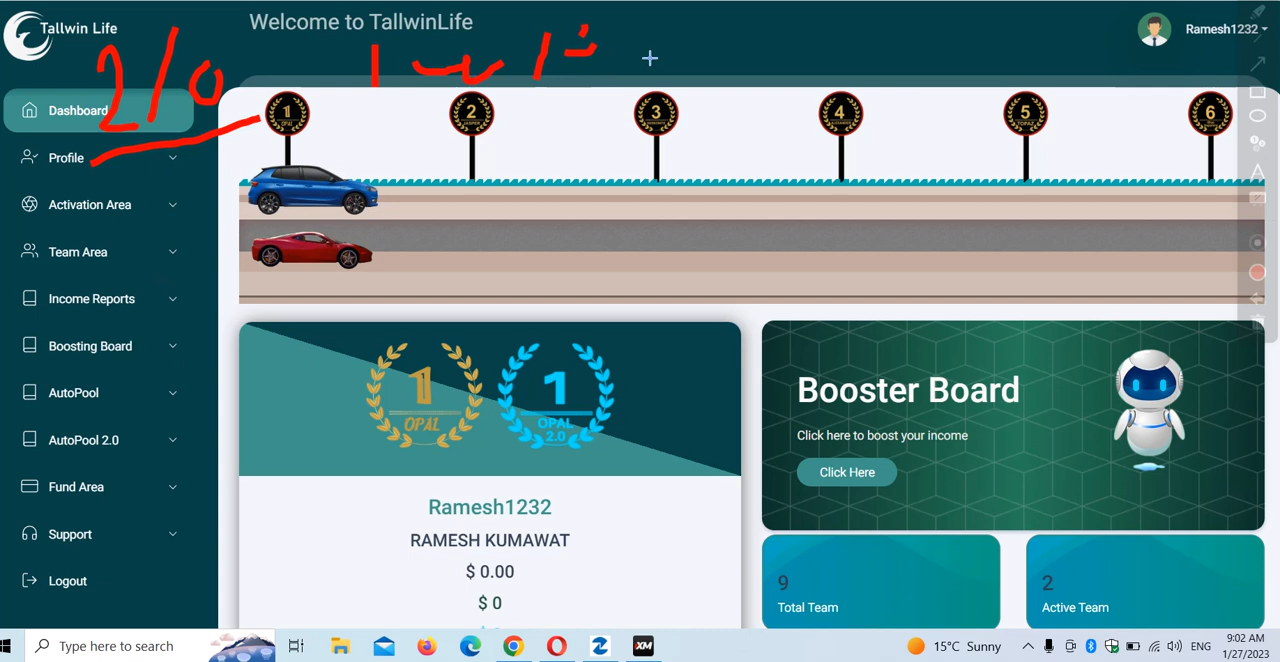 Tallwin Life
Welcome to TallwinLife
Ramesh1232
2/0
Dashboard
Profile
Activation Area
Team Area
Income Reports
Boosting Board
AutoPool
AutoPool 2.0
Fund Area
Support
Logout
1 OPAL
2 JASPER
3
4
5 TOPAZ
6
1 OPAL
1 OPAL 2.0
Ramesh1232
RAMESH KUMAWAT
$ 0.00
$ 0
Booster Board
Click here to boost your income
Click Here
9
Total Team
2
Active Team
Type here to search
XM
15°C Sunny
ENG
9:02 AM
1/27/2023